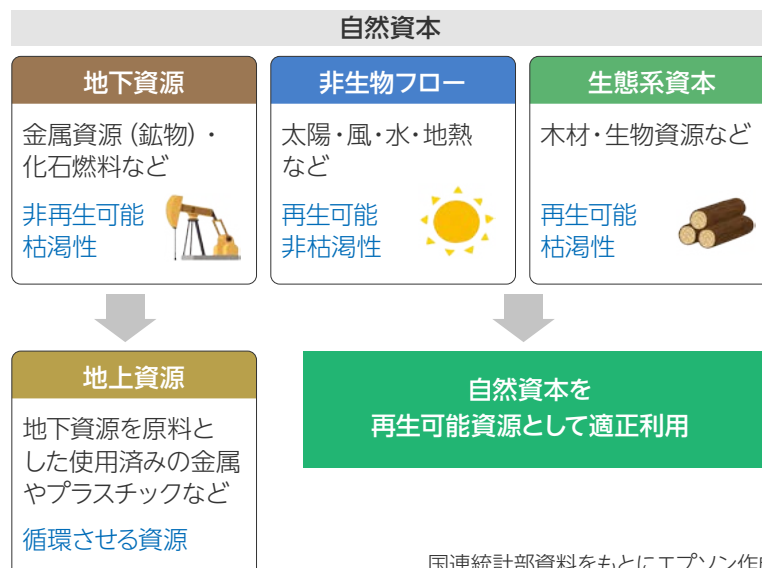 自然資本
地下資源
金属資源（鉱物）・
化石燃料など
非再生可能
枯渇性
非生物フロー
太陽・風・水・地熱
など
再生可能
非枯渇性
生態系資本
木材・生物資源など
再生可能
枯渇性
地上資源
地下資源を原料と
した使用済みの金属
やプラスチックなど
循環させる資源
自然資本を
再生可能資源として適正利用
国連統計部資料をもとにエプソン作成